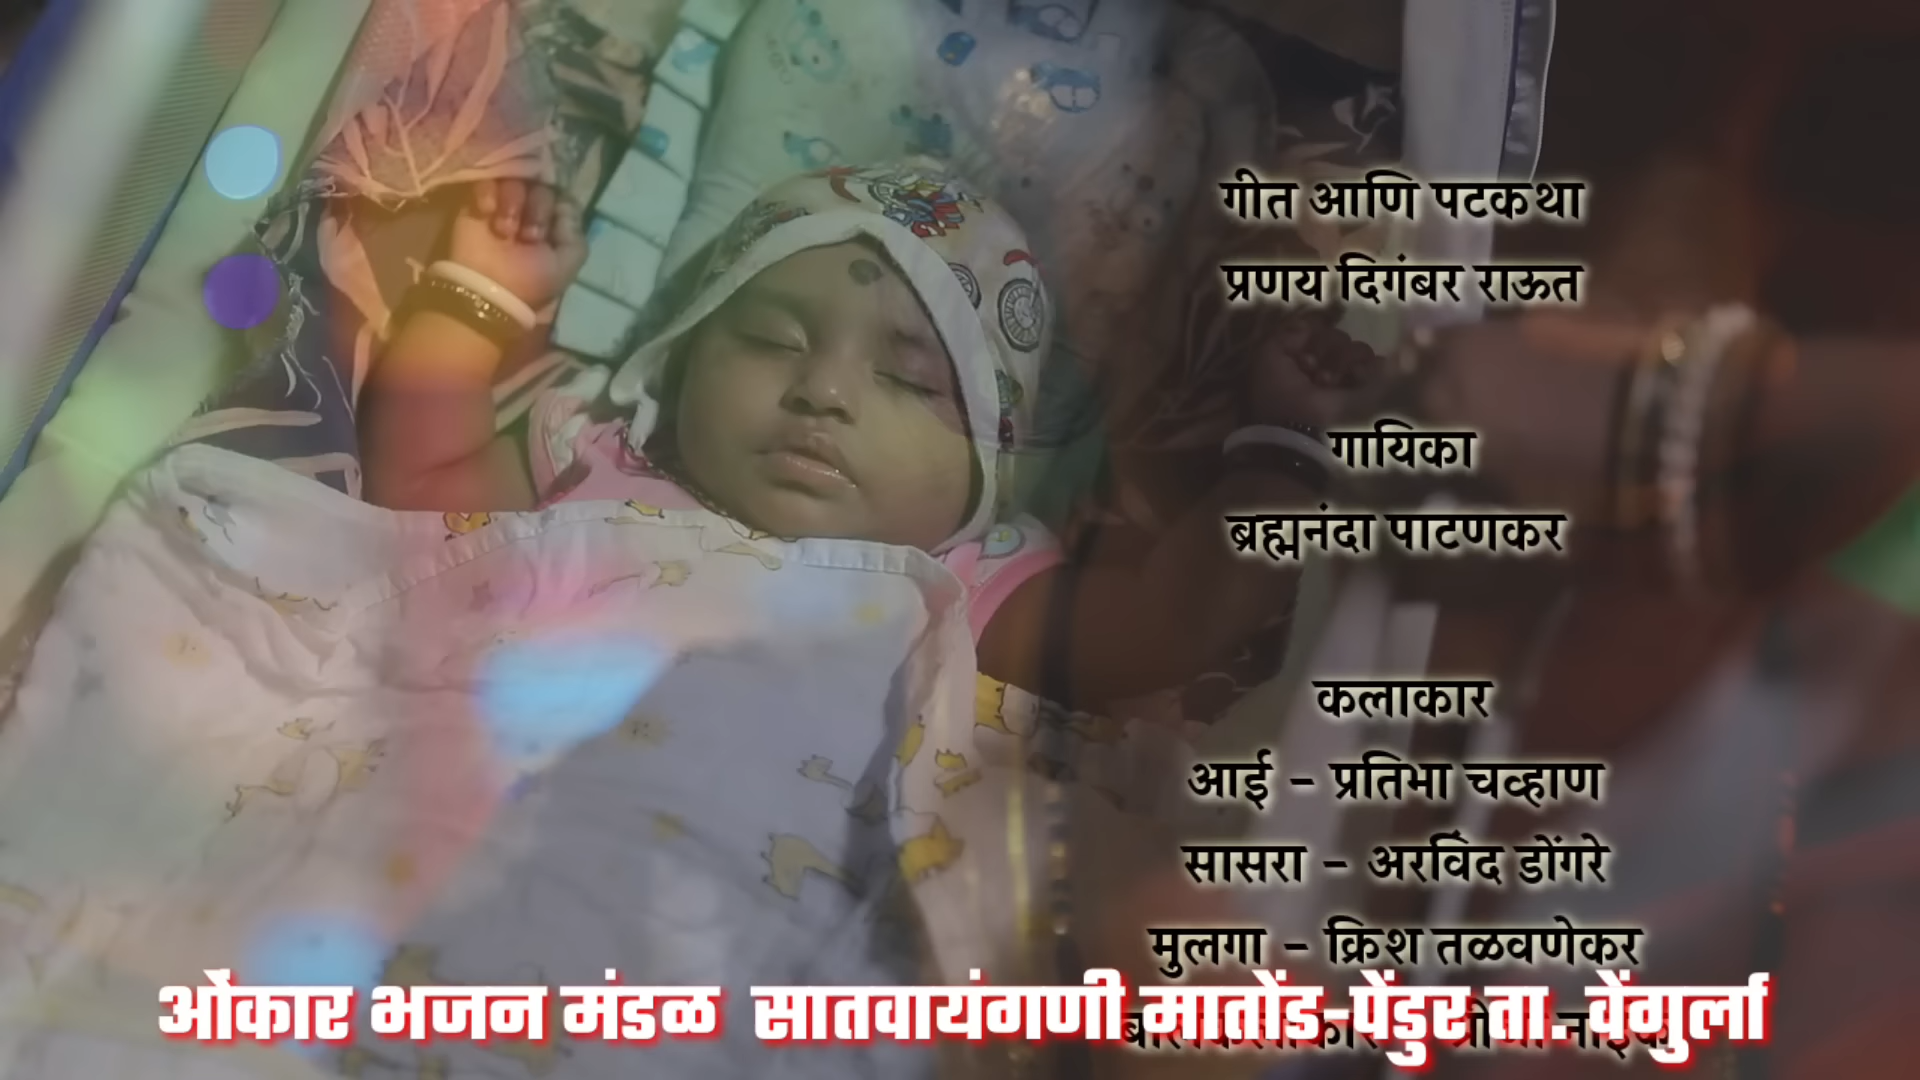 गीत आणि पटकथा
प्रणय दिगंबर राऊत
गायिका
ब्रह्मनंदा पाटणकर
कलाकार
आई - प्रतिभा चव्हाण
सासरा - अरविंद डोंगरे
मुलगा - क्रिश तळवणेकर
ओंकार भजन मंडळ सातवायंगणी मातोंड-पेंडुर ता. वेंगुर्ला